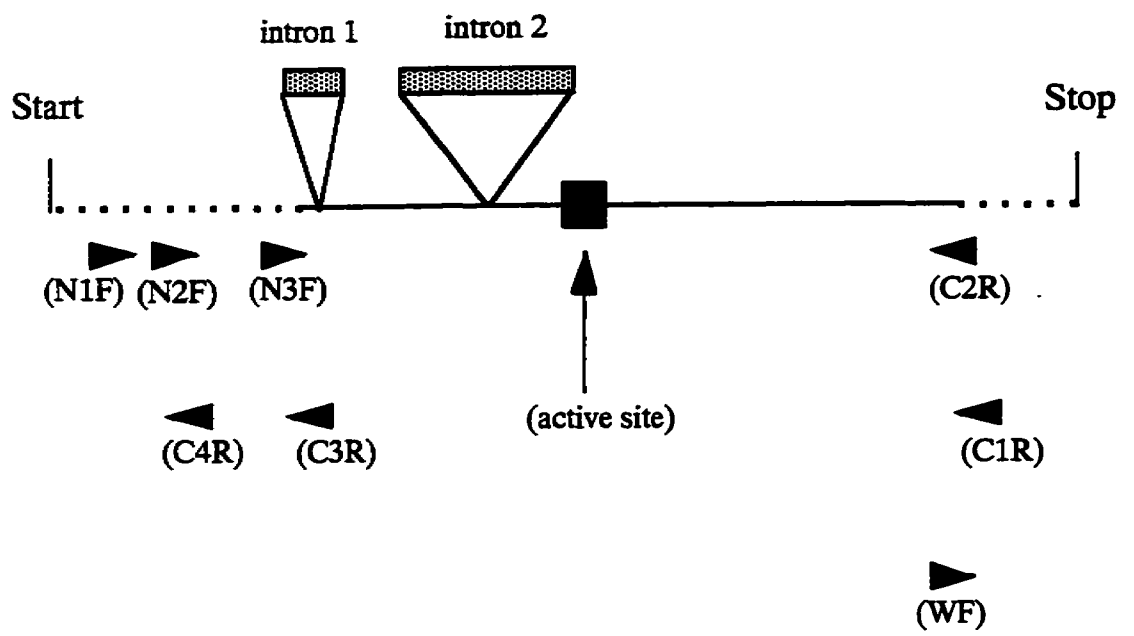 intron 1
intron 2
Start
Stop
(N1F)
(N2F)
(N3F)
(C2R)
(active site)
(C4R)
(C3R)
(C1R)
(WF)